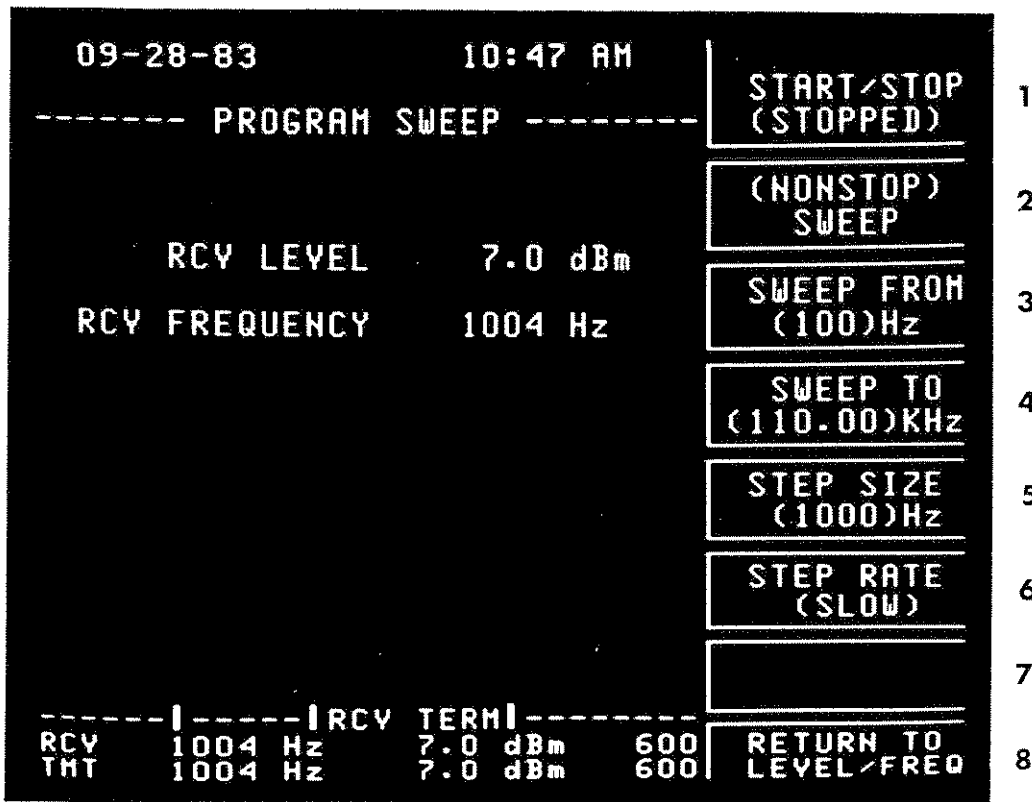 09-28-83 10:47 AM
------- PROGRAM SWEEP --------
RCV LEVEL 7.0 dBm
RCV FREQUENCY 1004 Hz
------|-----|RCV TERM|--------
RCV 1004 Hz 7.0 dBm 600
TMT 1004 Hz 7.0 dBm 600
START/STOP
(STOPPED)
1
(NONSTOP)
SWEEP
2
SWEEP FROM
(100)Hz
3
SWEEP TO
(110.00)KHz
4
STEP SIZE
(1000)Hz
5
STEP RATE
(SLOW)
6
7
RETURN TO
LEVEL/FREQ
8